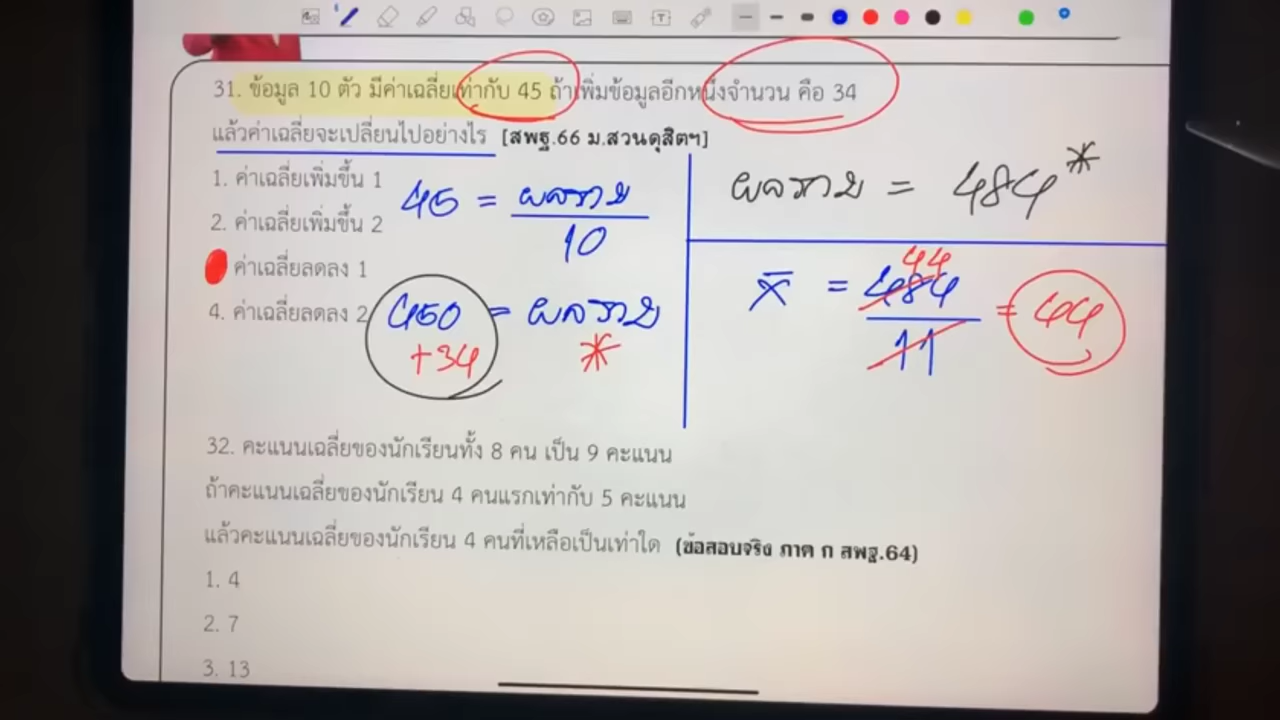 31. ข้อมูล 10 ตัว มีค่าเฉลี่ยเท่ากับ 45 ถ้าเพิ่มข้อมูลอีกหนึ่งจำนวน คือ 34
แล้วค่าเฉลี่ยจะเปลี่ยนไปอย่างไร [สพฐ.66 ม.สวนดุสิตฯ]
1. ค่าเฉลี่ยเพิ่มขึ้น 1
2. ค่าเฉลี่ยเพิ่มขึ้น 2
ค่าเฉลี่ยลดลง 1
4. ค่าเฉลี่ยลดลง 2
45 = ผลรวม
10
450 = ผลรวม
+34 *
ผลรวม = 484*
44
x̄ = 484 = 44
11
32. คะแนนเฉลี่ยของนักเรียนทั้ง 8 คน เป็น 9 คะแนน
ถ้าคะแนนเฉลี่ยของนักเรียน 4 คนแรกเท่ากับ 5 คะแนน
แล้วคะแนนเฉลี่ยของนักเรียน 4 คนที่เหลือเป็นเท่าใด (ข้อสอบจริง ภาค ก สพฐ.64)
1. 4
2. 7
3. 13